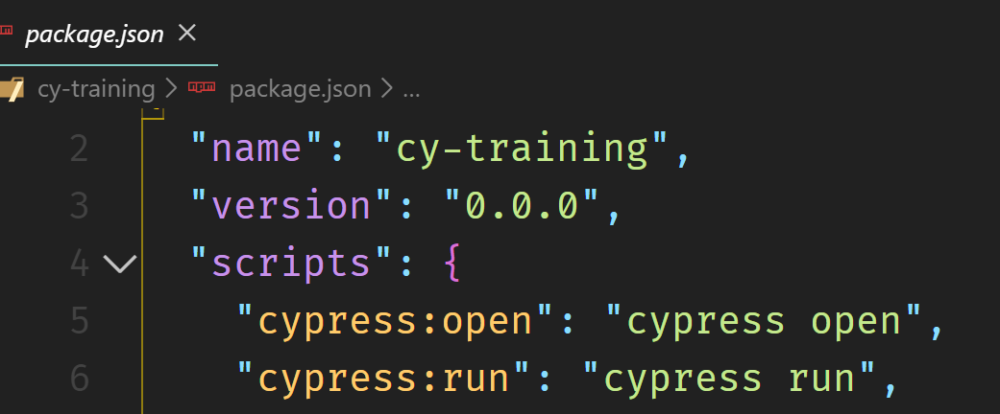 package.json
cy-training > package.json > ...
2 "name": "cy-training",
3 "version": "0.0.0",
4 "scripts": {
5 "cypress:open": "cypress open",
6 "cypress:run": "cypress run",